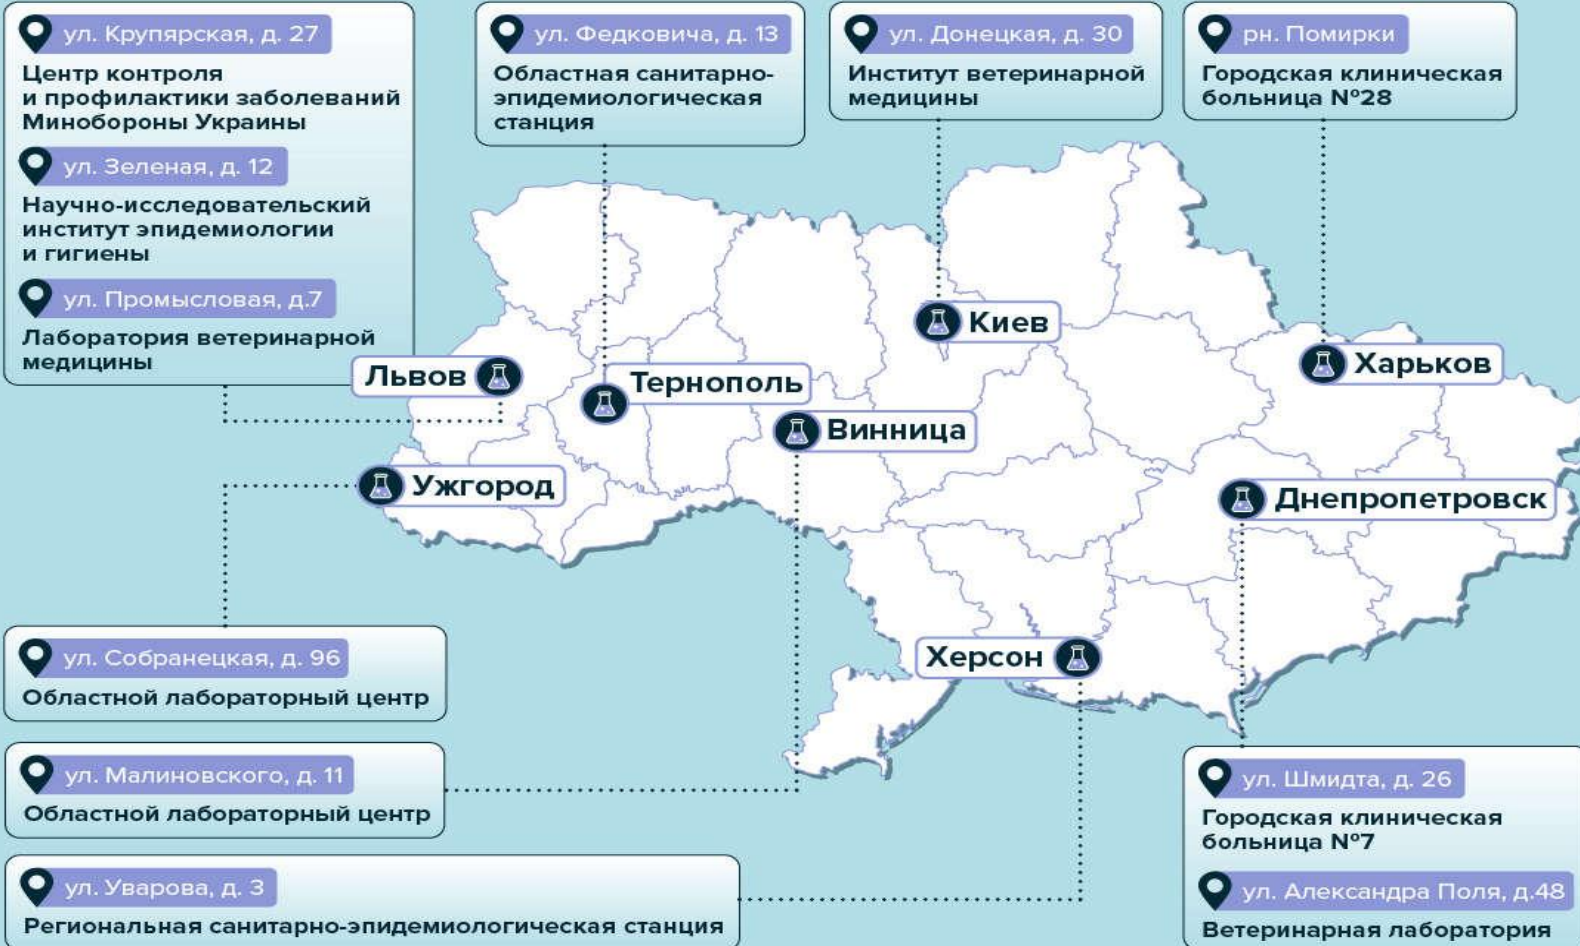 ул. Крупярская, д. 27
Центр контроля
и профилактики заболеваний
Минобороны Украины
ул. Зеленая, д. 12
Научно-исследовательский
институт эпидемиологии
и гигиены
ул. Промысловая, д.7
Лаборатория ветеринарной
медицины
ул. Федковича, д. 13
Областная санитарно-
эпидемиологическая
станция
ул. Донецкая, д. 30
Институт ветеринарной
медицины
рн. Помирки
Городская клиническая
больница №28
Киев
Харьков
Львов
Тернополь
Винница
Ужгород
Днепропетровск
Херсон
ул. Собранецкая, д. 96
Областной лабораторный центр
ул. Малиновского, д. 11
Областной лабораторный центр
ул. Уварова, д. 3
Региональная санитарно-эпидемиологическая станция
ул. Шмидта, д. 26
Городская клиническая
больница №7
ул. Александра Поля, д.48
Ветеринарная лаборатория